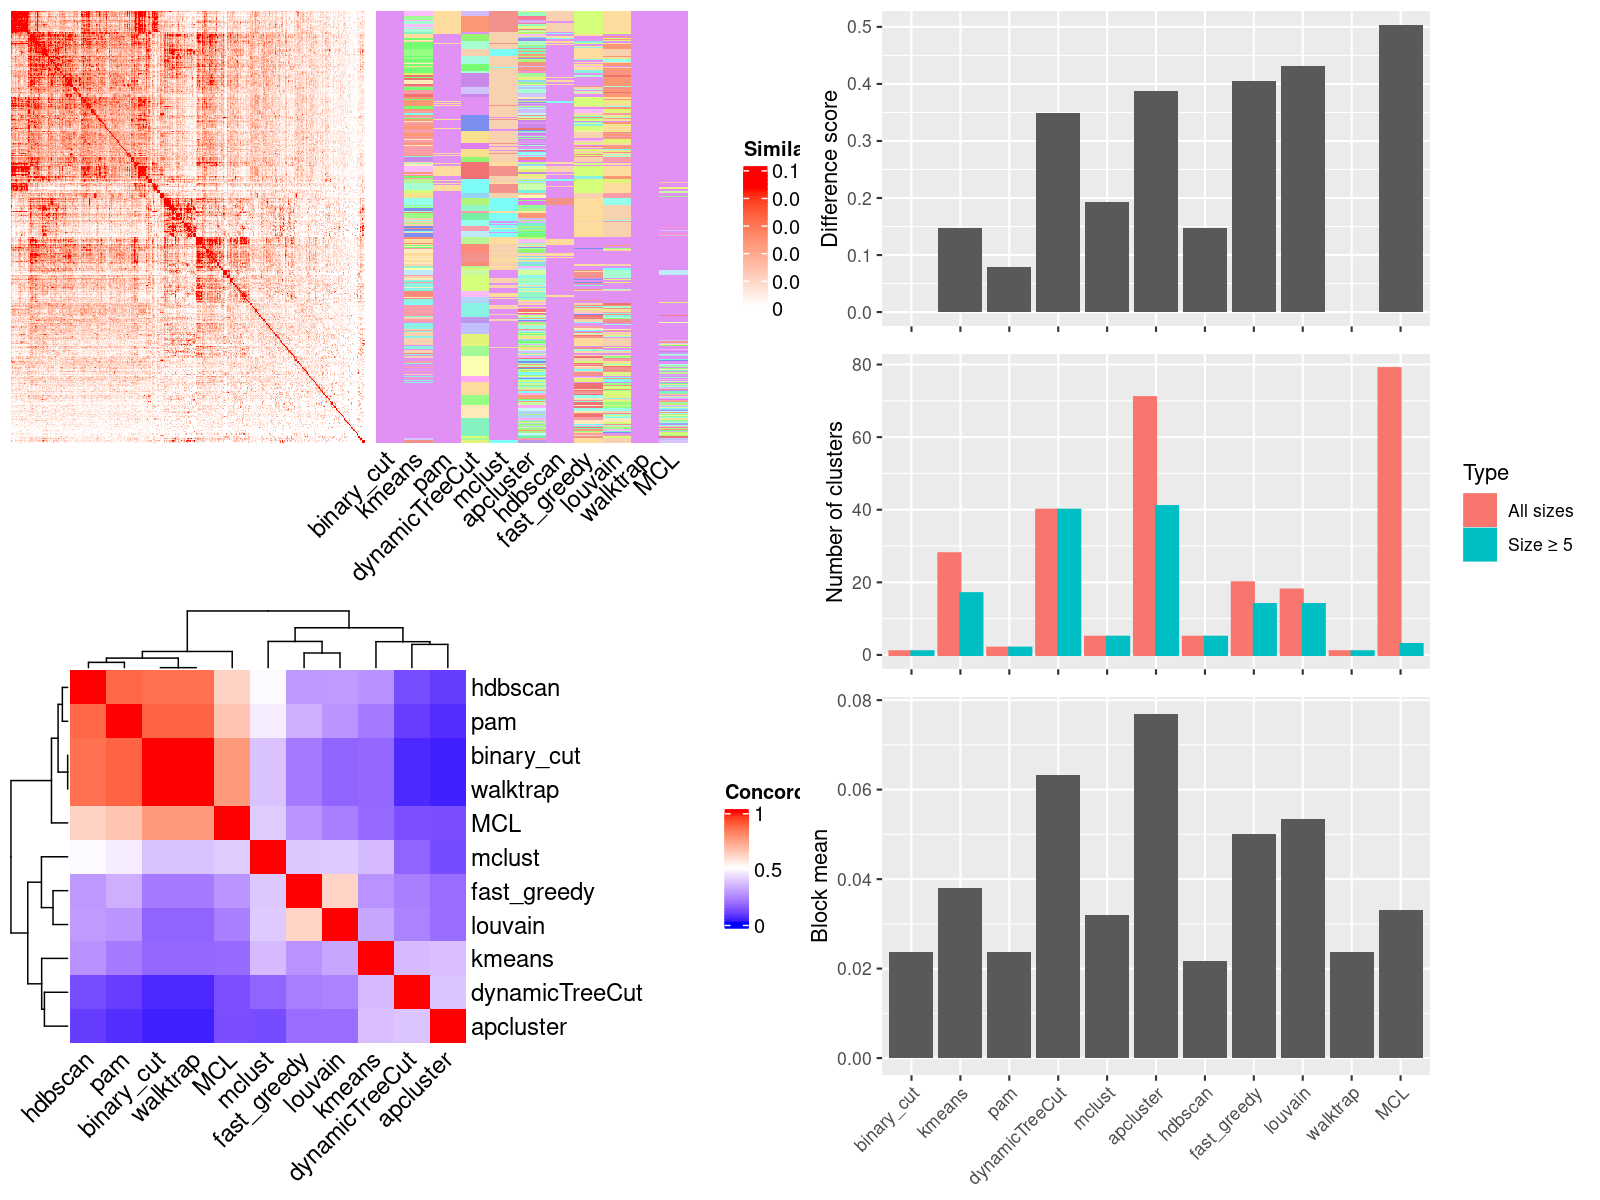 Simila
0.1
0.0
0.0
0.0
0.0
0
binary_cut
kmeans
pam
dynamicTreeCut
mclust
apcluster
hdbscan
fast_greedy
louvain
walktrap
MCL
hdbscan
pam
binary_cut
walktrap
MCL
mclust
fast_greedy
louvain
kmeans
dynamicTreeCut
apcluster
hdbscan
pam
binary_cut
walktrap
MCL
mclust
fast_greedy
louvain
kmeans
dynamicTreeCut
apcluster
Concor
1
0.5
0
Difference score
0.5
0.4
0.3
0.2
0.1
0.0
Number of clusters
80
60
40
20
0
Type
All sizes
Size ≥ 5
Block mean
0.08
0.06
0.04
0.02
0.00
binary_cut
kmeans
pam
dynamicTreeCut
mclust
apcluster
hdbscan
fast_greedy
louvain
walktrap
MCL